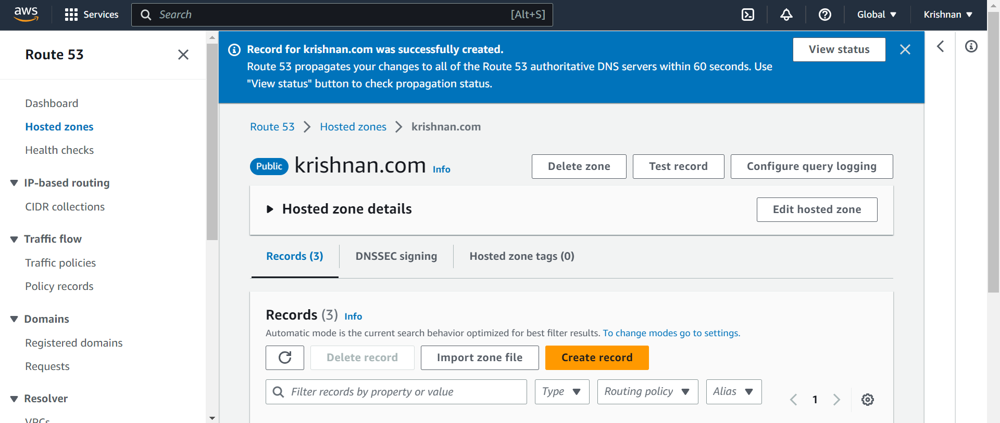 aws
Services
Search
[Alt+S]
Global
Krishnan
Route 53
Dashboard
Hosted zones
Health checks
IP-based routing
CIDR collections
Traffic flow
Traffic policies
Policy records
Domains
Registered domains
Requests
Resolver
VPCs
Record for krishnan.com was successfully created.
Route 53 propagates your changes to all of the Route 53 authoritative DNS servers within 60 seconds. Use
"View status" button to check propagation status.
View status
Route 53
Hosted zones
krishnan.com
Public
krishnan.com
Info
Delete zone
Test record
Configure query logging
Hosted zone details
Edit hosted zone
Records (3)
DNSSEC signing
Hosted zone tags (0)
Records (3) Info
Automatic mode is the current search behavior optimized for best filter results. To change modes go to settings.
Delete record
Import zone file
Create record
Filter records by property or value
Type
Routing policy
Alias
1